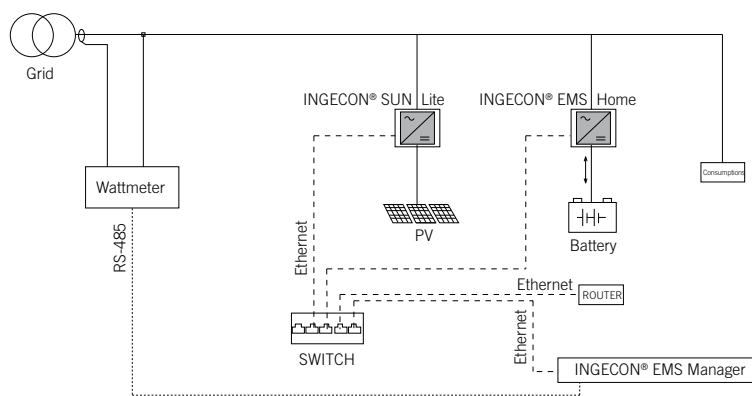 Grid
INGECON® SUN Lite
INGECON® EMS Home
Wattmeter
Consumptions
RS-485
Ethernet
PV
Battery
Ethernet
ROUTER
SWITCH
Ethernet
INGECON® EMS Manager